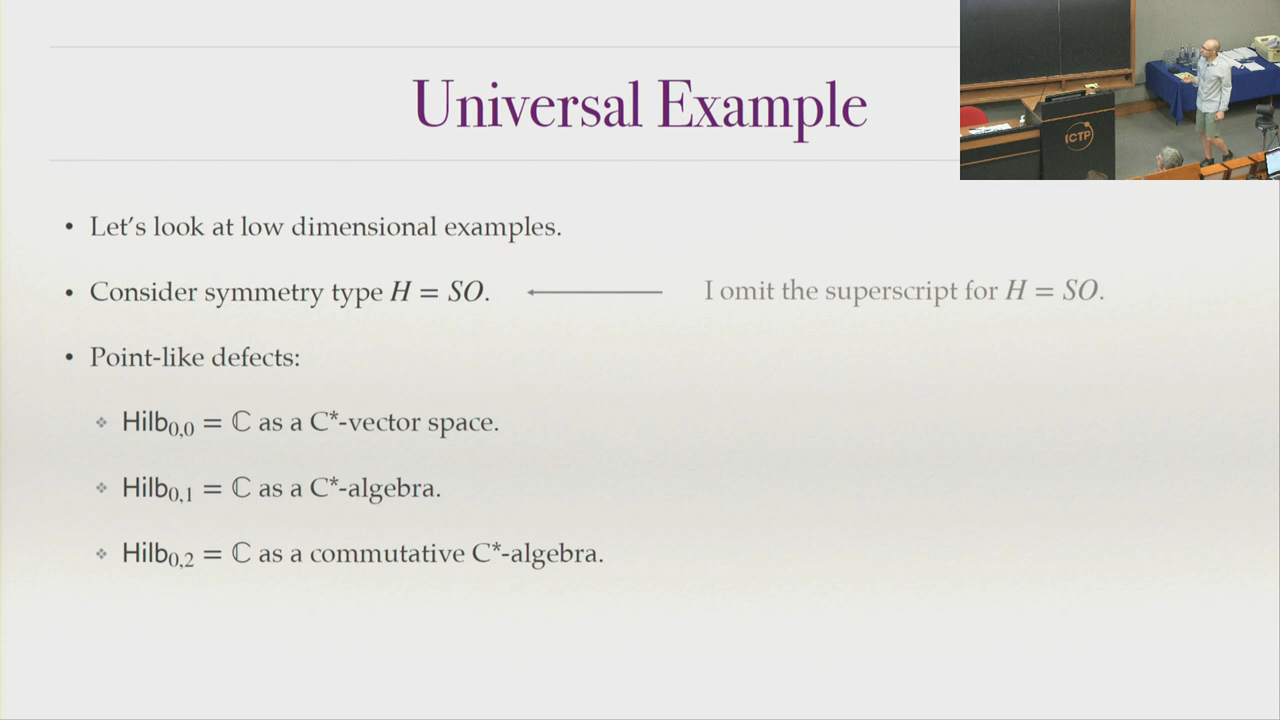 Universal Example
ICTP
• Let's look at low dimensional examples.
• Consider symmetry type H = SO. ← I omit the superscript for H = SO.
• Point-like defects:
❖ Hilb₀,₀ = ℂ as a C*-vector space.
❖ Hilb₀,₁ = ℂ as a C*-algebra.
❖ Hilb₀,₂ = ℂ as a commutative C*-algebra.